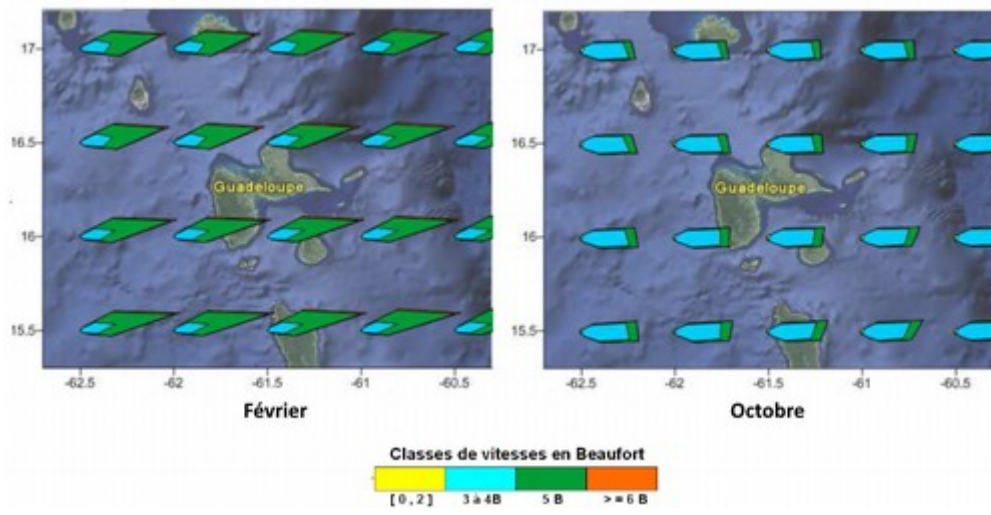 17
16.5
16
15.5
Guadeloupe
-62.5 -62 -61.5 -61 -60.5
Février
17
16.5
16
15.5
Guadeloupe
-62.5 -62 -61.5 -61 -60.5
Octobre
Classes de vitesses en Beaufort
[0,2] 3 à 4B 5 B >=6 B